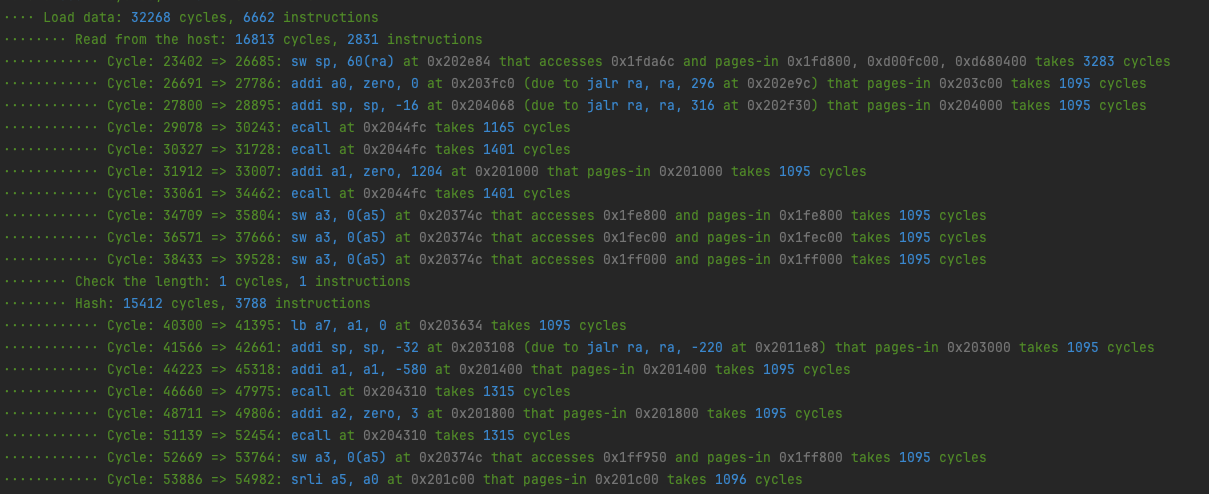 ···· Load data: 32268 cycles, 6662 instructions
········ Read from the host: 16813 cycles, 2831 instructions
············ Cycle: 23402 => 26685: sw sp, 60(ra) at 0x202e84 that accesses 0x1fda6c and pages-in 0x1fd800, 0xd00fc00, 0xd680400 takes 3283 cycles
············ Cycle: 26691 => 27786: addi a0, zero, 0 at 0x203fc0 (due to jalr ra, ra, 296 at 0x202e9c) that pages-in 0x203c00 takes 1095 cycles
············ Cycle: 27800 => 28895: addi sp, sp, -16 at 0x204068 (due to jalr ra, ra, 316 at 0x202f30) that pages-in 0x204000 takes 1095 cycles
············ Cycle: 29078 => 30243: ecall at 0x2044fc takes 1165 cycles
············ Cycle: 30327 => 31728: ecall at 0x2044fc takes 1401 cycles
············ Cycle: 31912 => 33007: addi a1, zero, 1204 at 0x201000 that pages-in 0x201000 takes 1095 cycles
············ Cycle: 33061 => 34462: ecall at 0x2044fc takes 1401 cycles
············ Cycle: 34709 => 35804: sw a3, 0(a5) at 0x20374c that accesses 0x1fe800 and pages-in 0x1fe800 takes 1095 cycles
············ Cycle: 36571 => 37666: sw a3, 0(a5) at 0x20374c that accesses 0x1fec00 and pages-in 0x1fec00 takes 1095 cycles
············ Cycle: 38433 => 39528: sw a3, 0(a5) at 0x20374c that accesses 0x1ff000 and pages-in 0x1ff000 takes 1095 cycles
········ Check the length: 1 cycles, 1 instructions
········ Hash: 15412 cycles, 3788 instructions
············ Cycle: 40300 => 41395: lb a7, a1, 0 at 0x203634 takes 1095 cycles
············ Cycle: 41566 => 42661: addi sp, sp, -32 at 0x203108 (due to jalr ra, ra, -220 at 0x2011e8) that pages-in 0x203000 takes 1095 cycles
············ Cycle: 44223 => 45318: addi a1, a1, -580 at 0x201400 that pages-in 0x201400 takes 1095 cycles
············ Cycle: 46660 => 47975: ecall at 0x204310 takes 1315 cycles
············ Cycle: 48711 => 49806: addi a2, zero, 3 at 0x201800 that pages-in 0x201800 takes 1095 cycles
············ Cycle: 51139 => 52454: ecall at 0x204310 takes 1315 cycles
············ Cycle: 52669 => 53764: sw a3, 0(a5) at 0x20374c that accesses 0x1ff950 and pages-in 0x1ff800 takes 1095 cycles
············ Cycle: 53886 => 54982: srli a5, a0 at 0x201c00 that pages-in 0x201c00 takes 1096 cycles